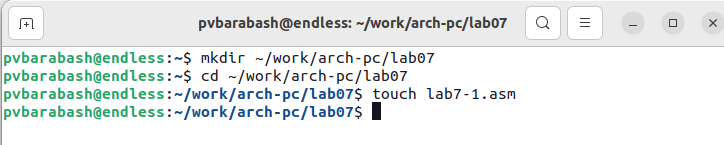 pvbarabash@endless: ~/work/arch-pc/lab07
pvbarabash@endless:~$ mkdir ~/work/arch-pc/lab07
pvbarabash@endless:~$ cd ~/work/arch-pc/lab07
pvbarabash@endless:~/work/arch-pc/lab07$ touch lab7-1.asm
pvbarabash@endless:~/work/arch-pc/lab07$